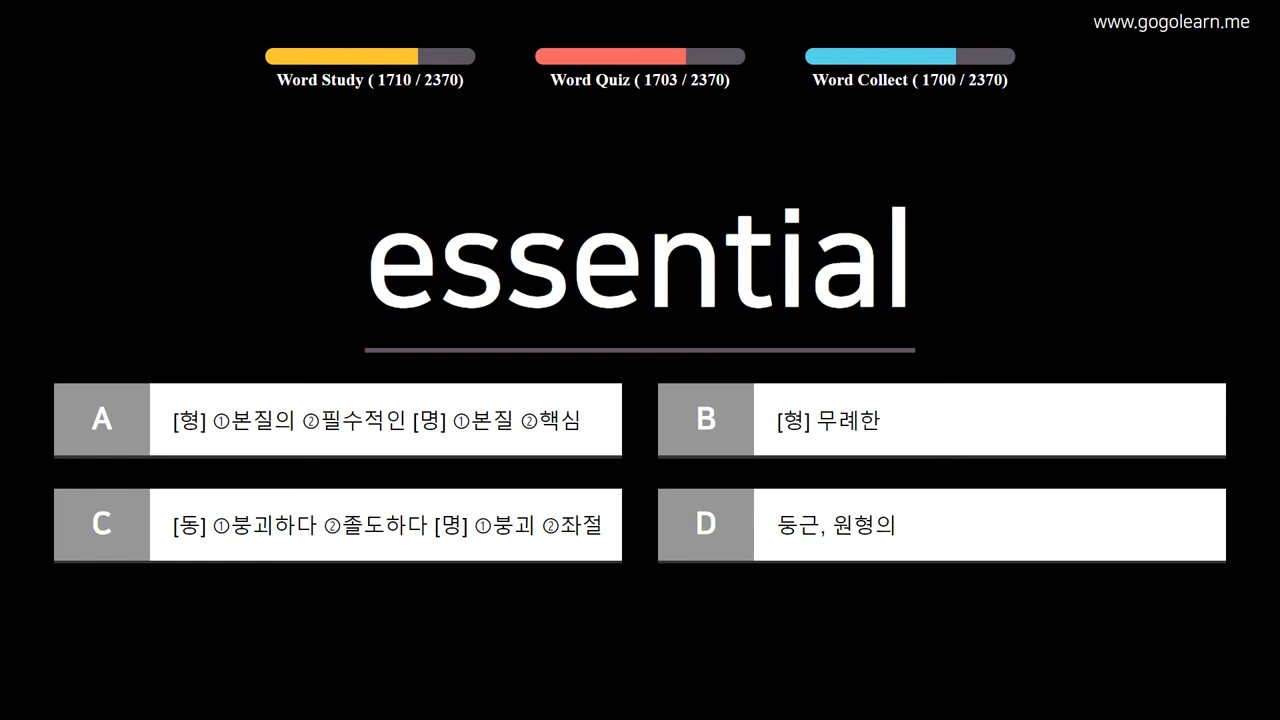 www.gogolearn.me
Word Study ( 1710 / 2370)
Word Quiz ( 1703 / 2370)
Word Collect ( 1700 / 2370)
essential
A
[형] ①본질의 ②필수적인 [명] ①본질 ②핵심
B
[형] 무례한
C
[동] ①붕괴하다 ②졸도하다 [명] ①붕괴 ②좌절
D
둥근, 원형의